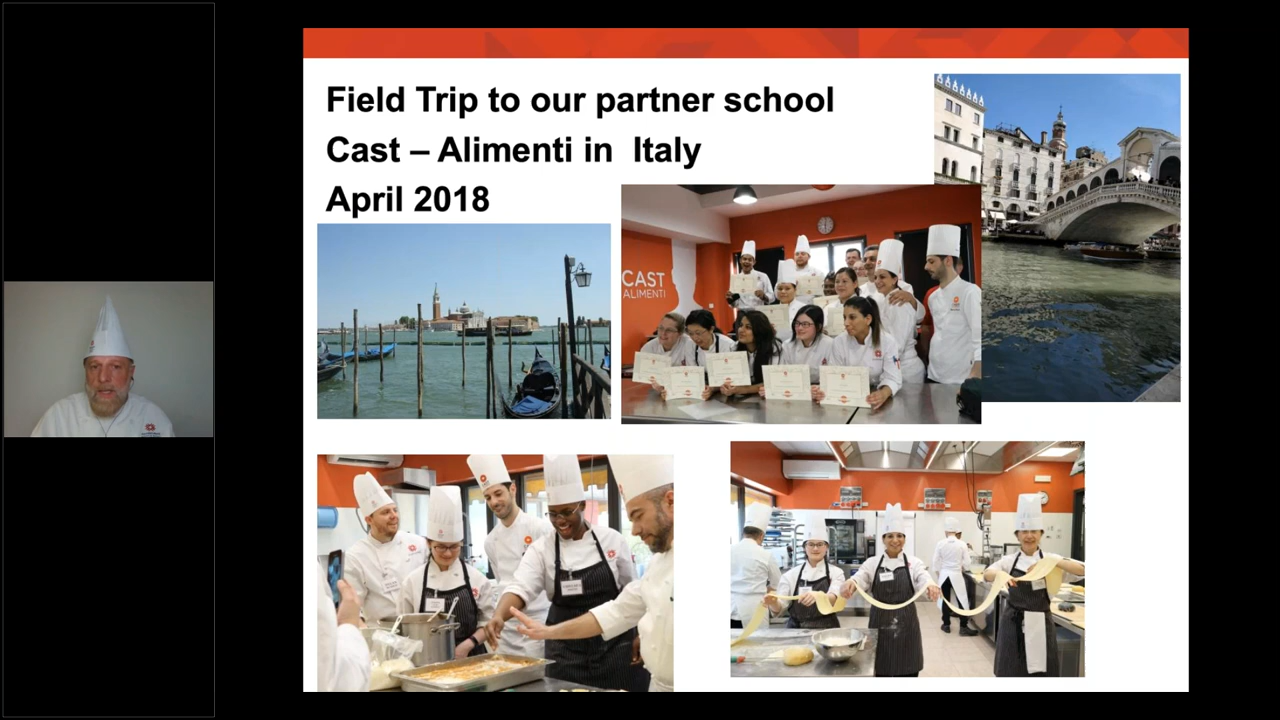 Field Trip to our partner school
Cast – Alimenti in  Italy
April 2018
CAST
ALIMENTI